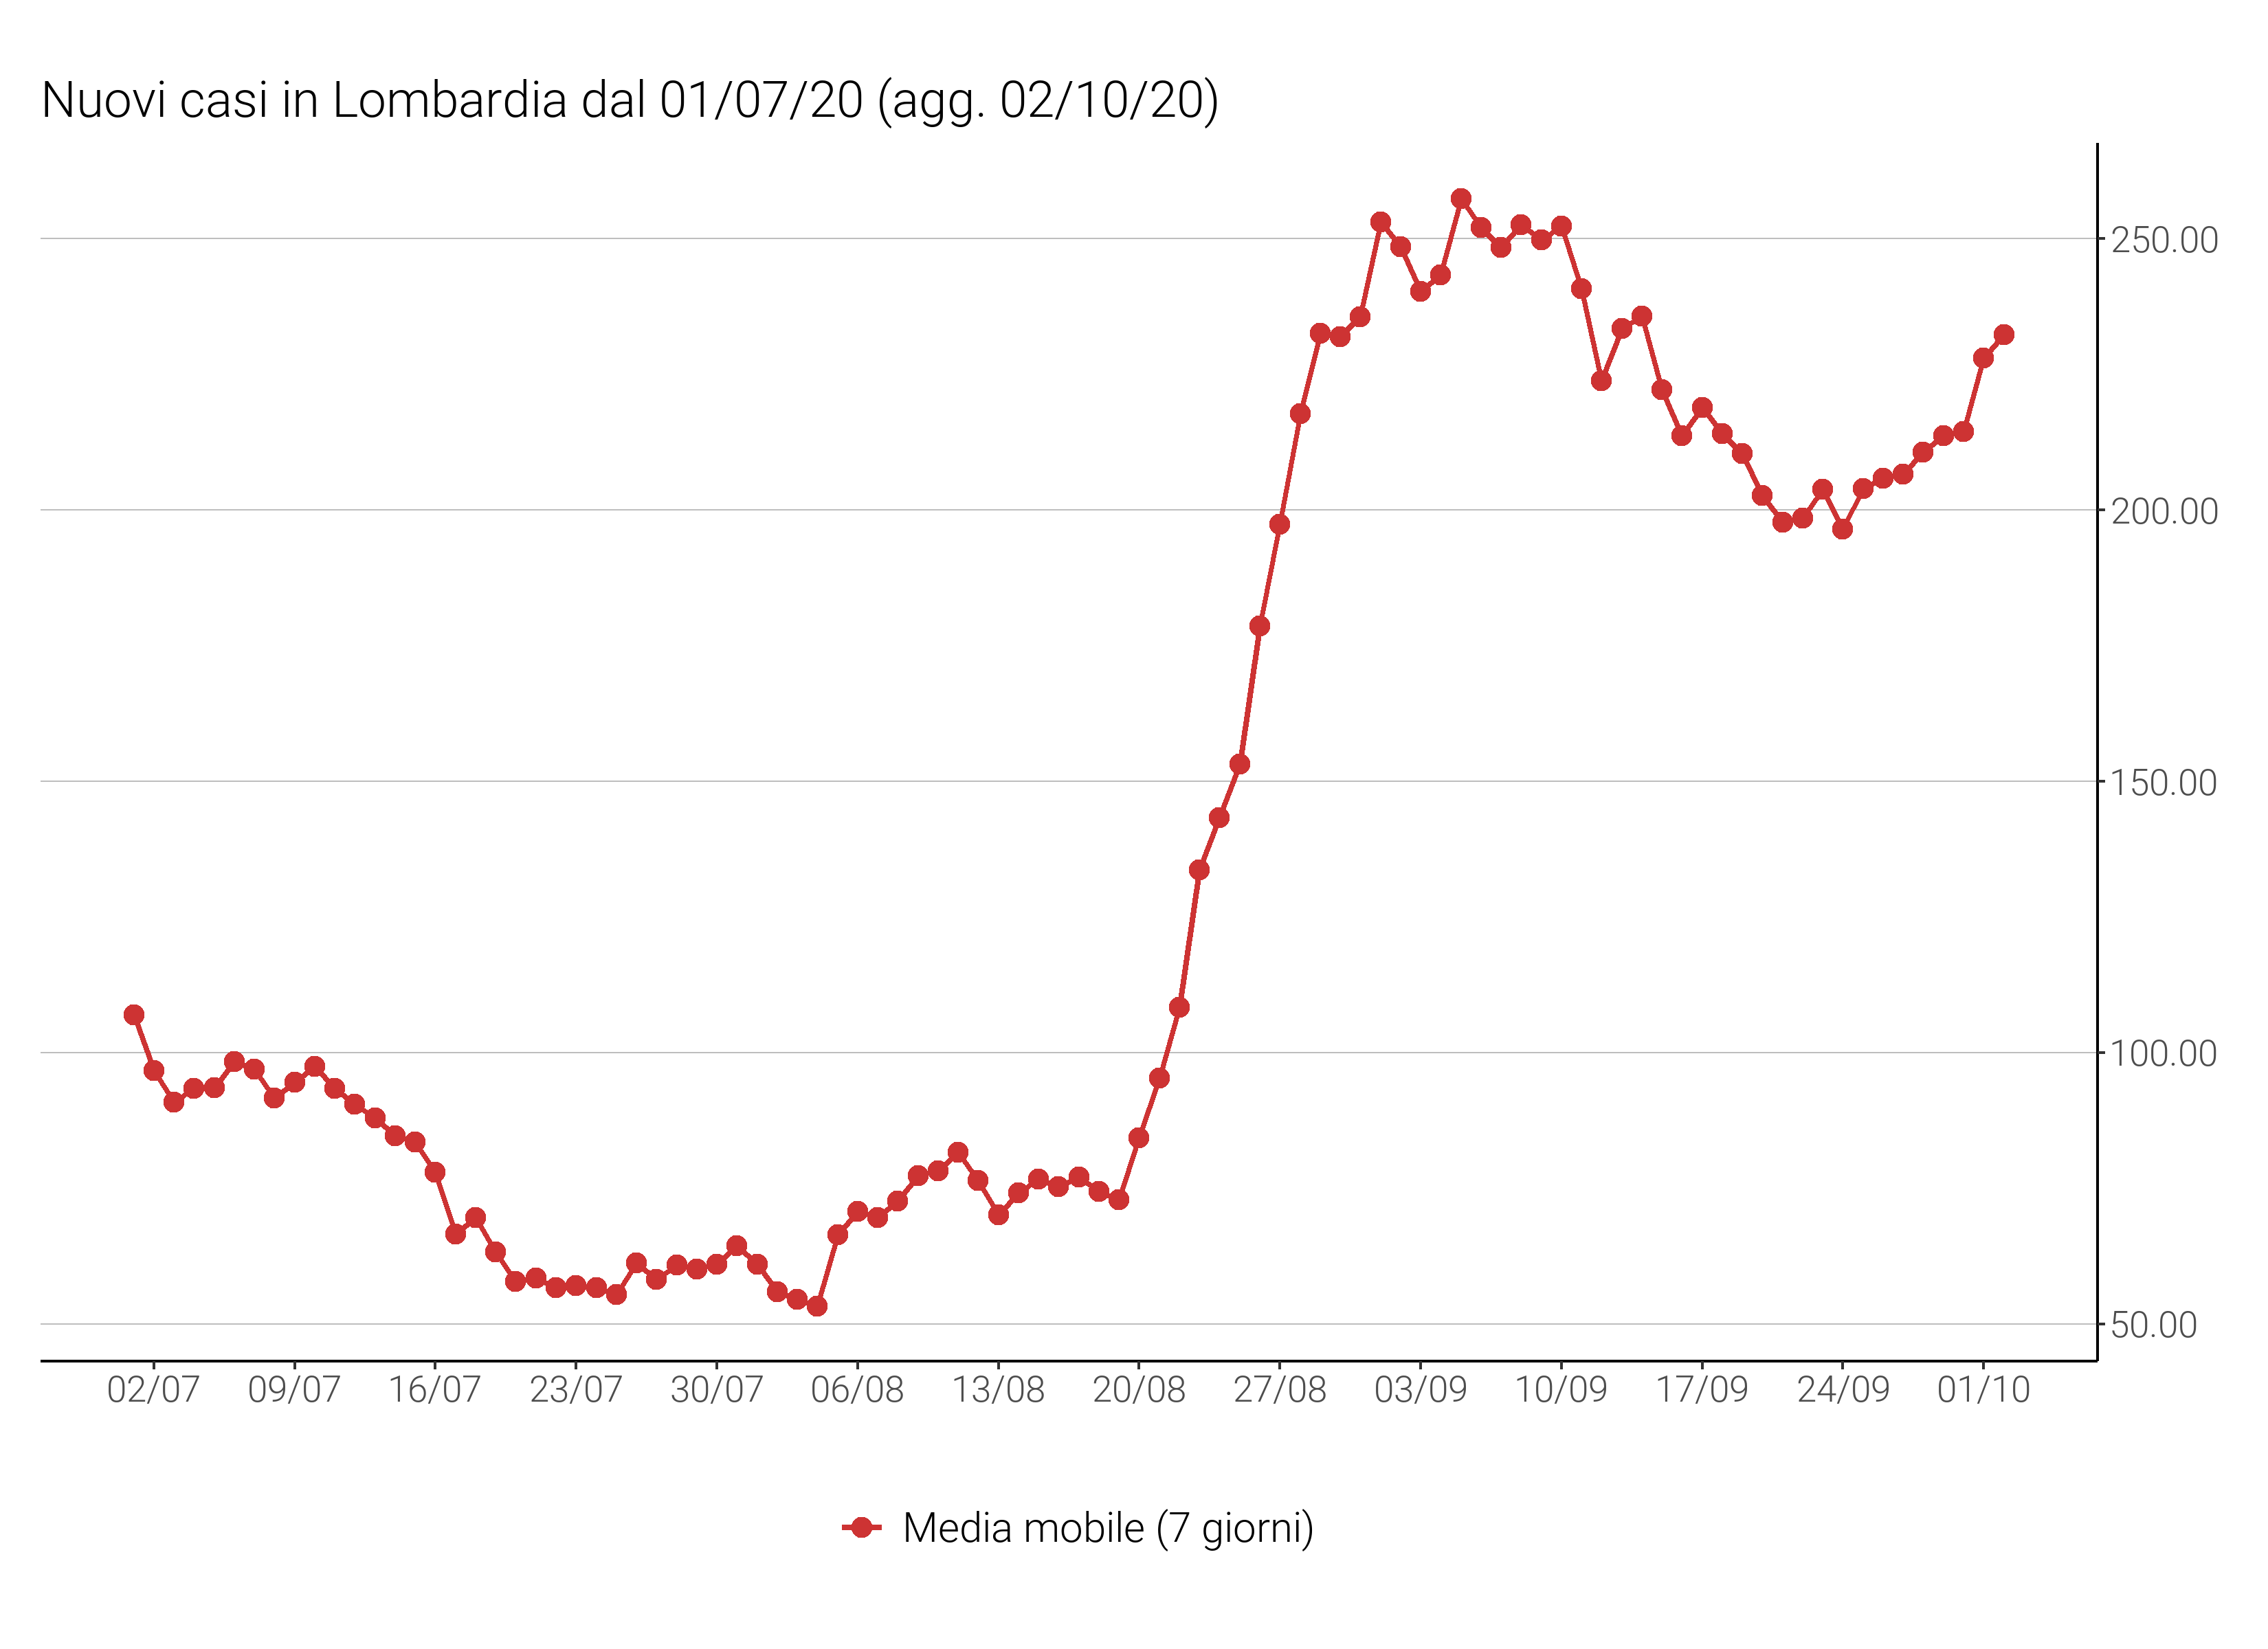 Nuovi casi in Lombardia dal 01/07/20 (agg. 02/10/20)
250.00
200.00
150.00
100.00
50.00
02/07 09/07 16/07 23/07 30/07 06/08 13/08 20/08 27/08 03/09 10/09 17/09 24/09 01/10
Media mobile (7 giorni)